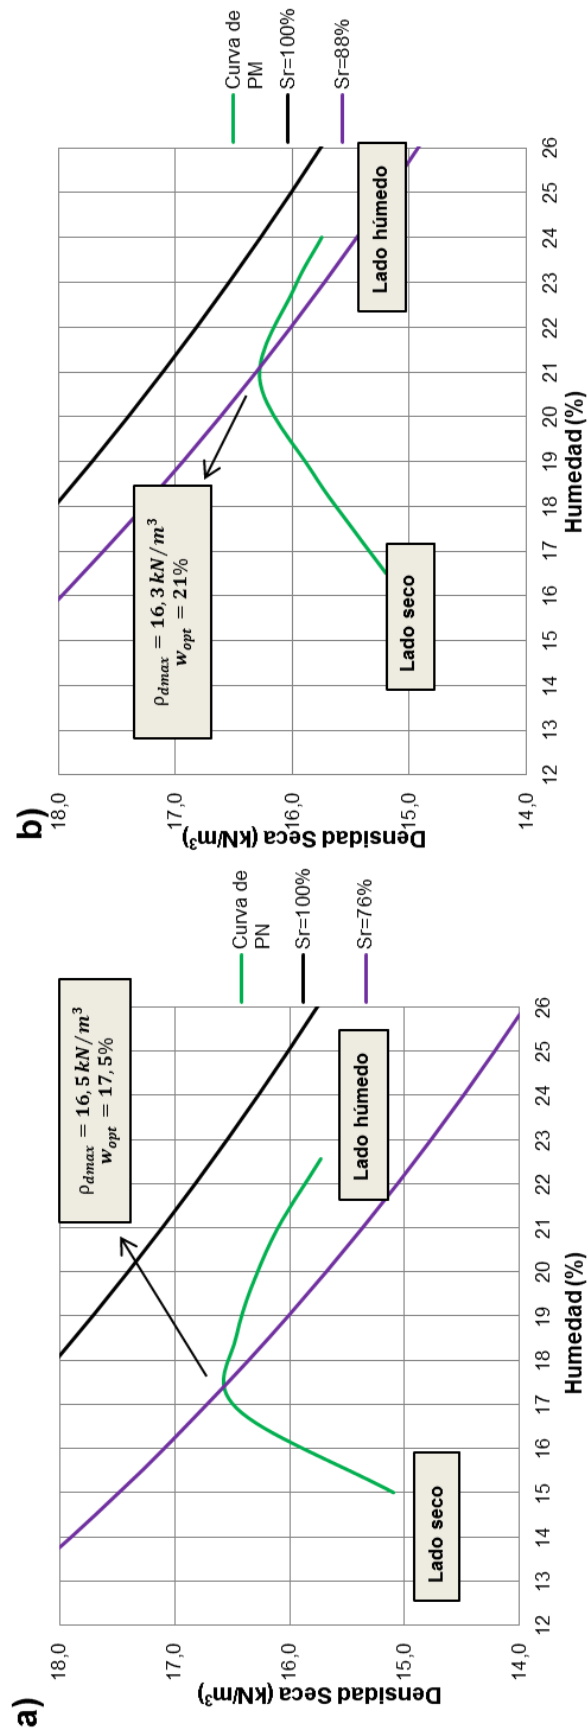 a)
18,0
17,0
16,0
15,0
14,0
Densidad Seca (kN/m³)
12 13 14 15 16 17 18 19 20 21 22 23 24 25 26
Humedad (%)
ρdmax = 16,5 kN/m³
wopt = 17,5%
Lado seco
Lado húmedo
Curva de
PN
Sr=100%
Sr=76%
b)
18,0
17,0
16,0
15,0
14,0
Densidad Seca (kN/m³)
12 13 14 15 16 17 18 19 20 21 22 23 24 25 26
Humedad (%)
ρdmax = 16,3 kN/m³
wopt = 21%
Lado seco
Lado húmedo
Curva de
PM
Sr=100%
Sr=88%